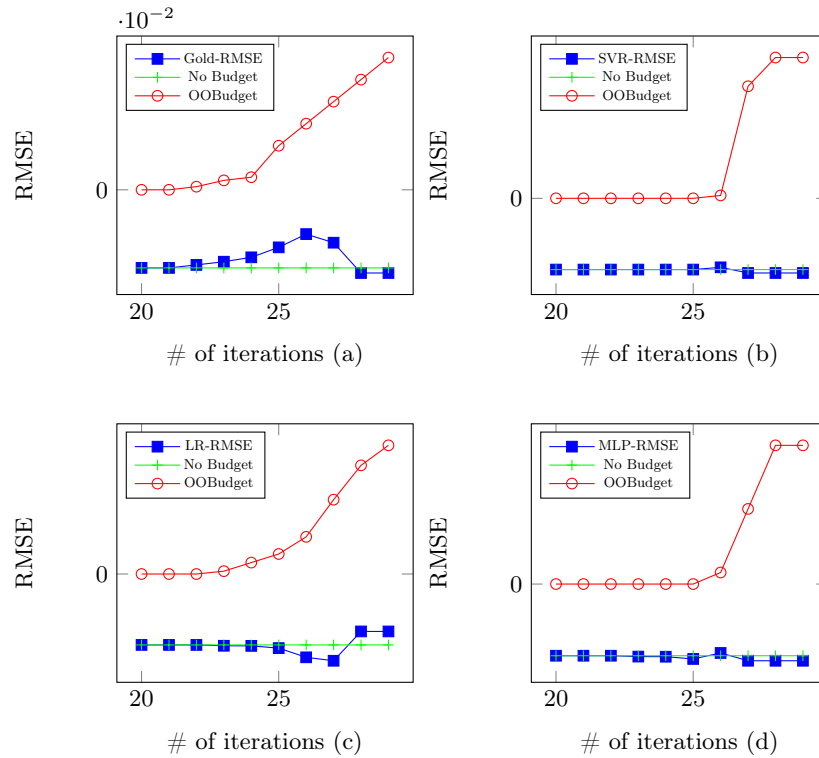 ·10⁻²
Gold-RMSE
No Budget
OOBudget
RMSE
0
20
25
# of iterations (a)
SVR-RMSE
No Budget
OOBudget
RMSE
0
20
25
# of iterations (b)
LR-RMSE
No Budget
OOBudget
RMSE
0
20
25
# of iterations (c)
MLP-RMSE
No Budget
OOBudget
RMSE
0
20
25
# of iterations (d)